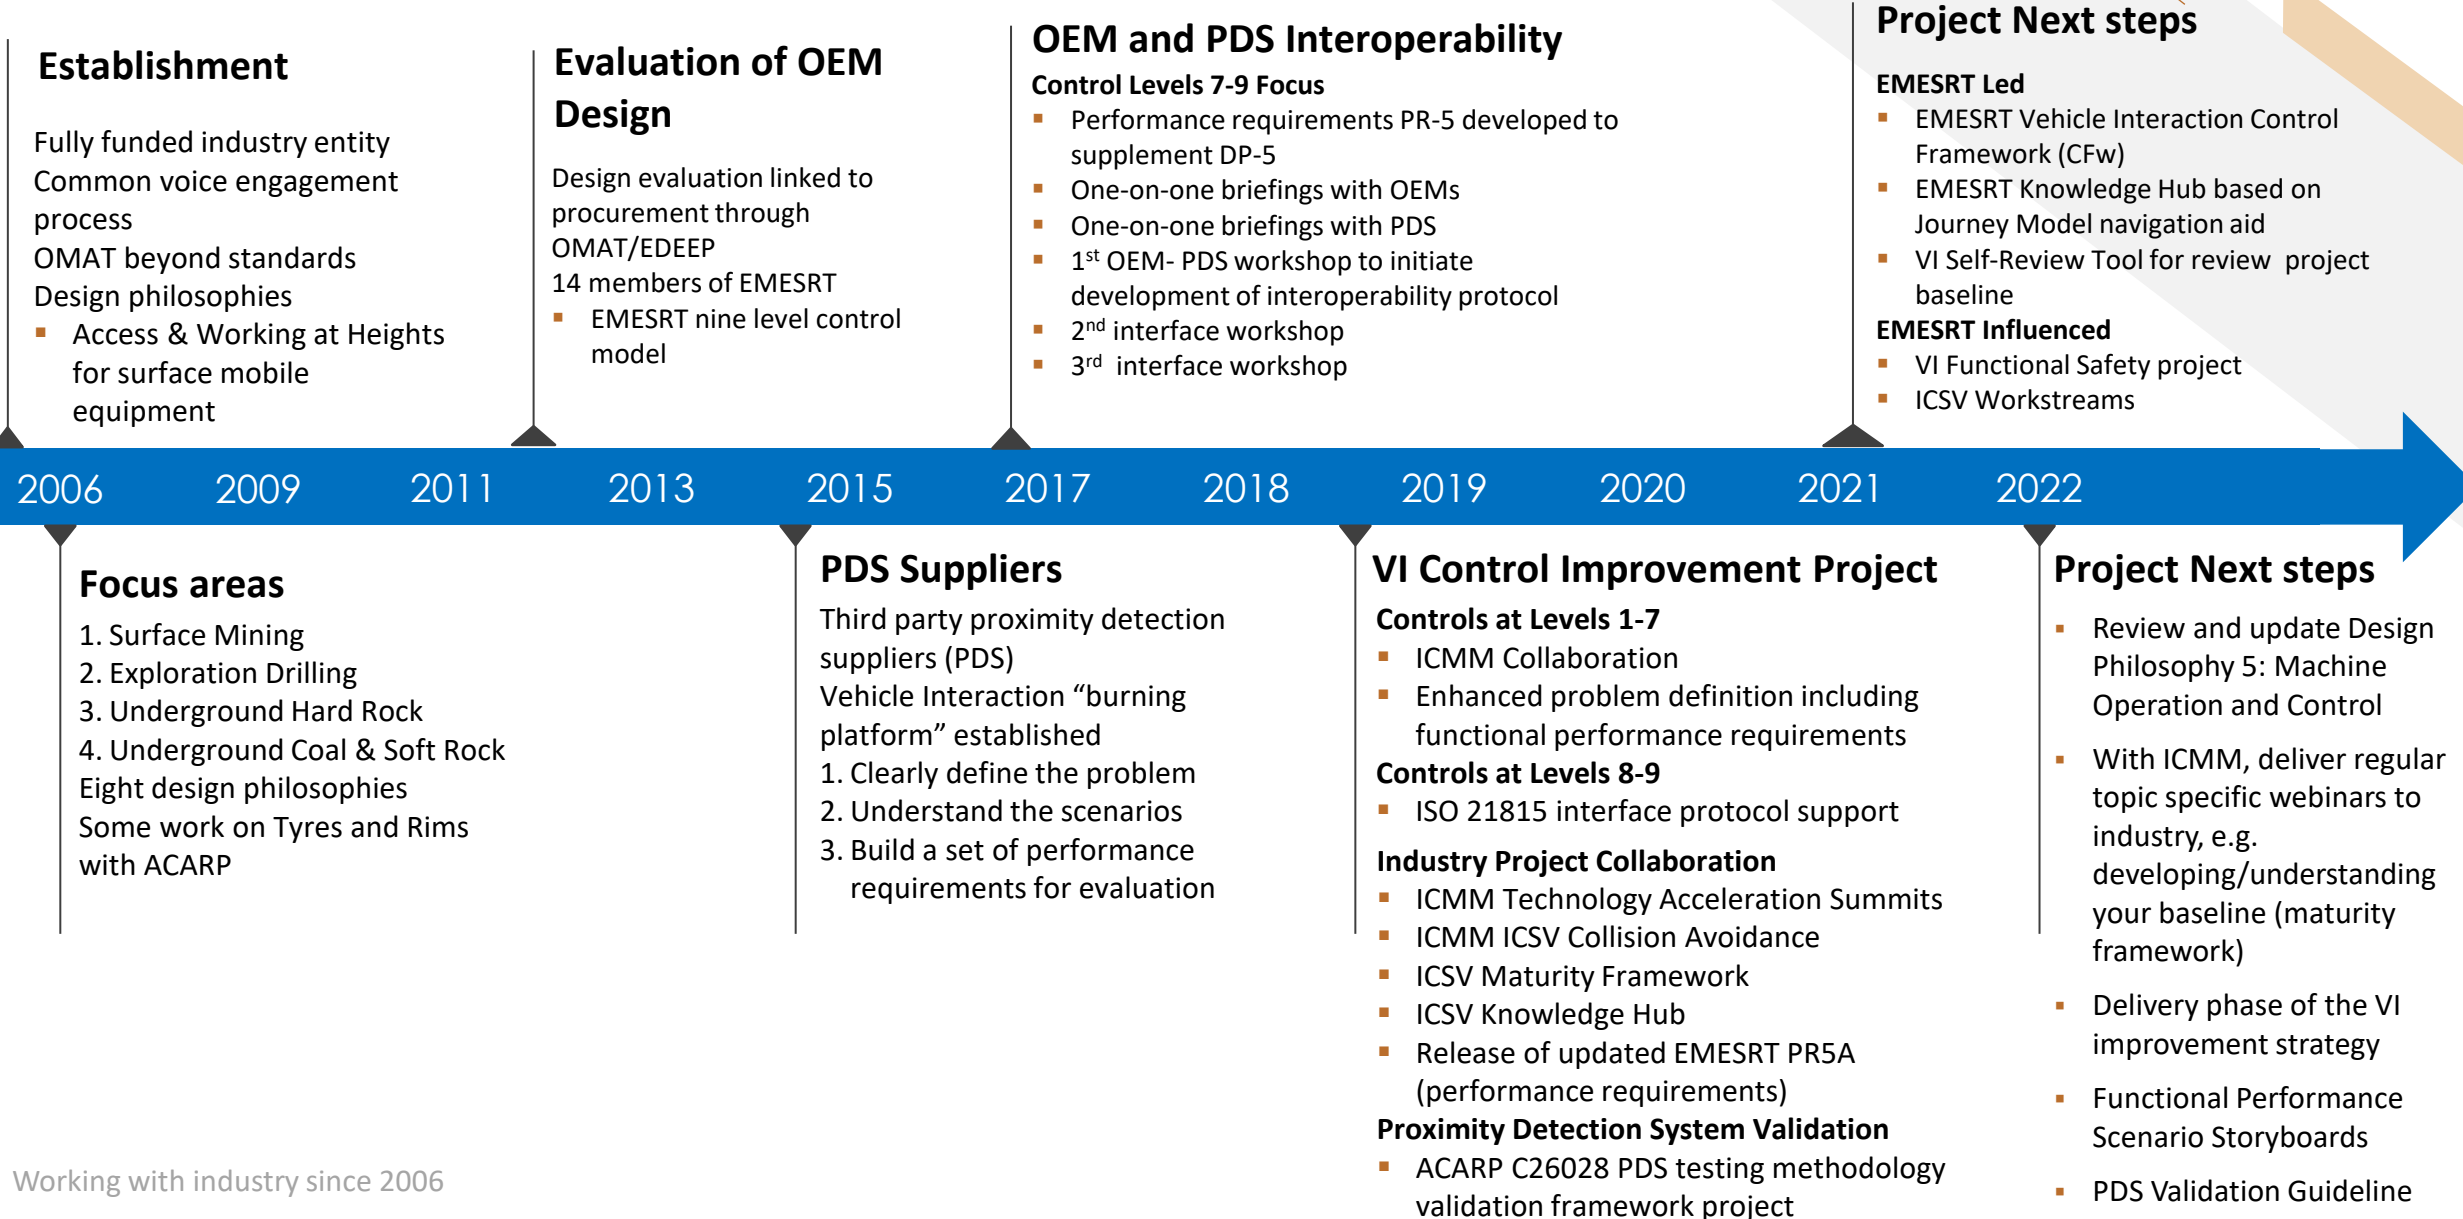 Establishment
Fully funded industry entity
Common voice engagement
process
OMAT beyond standards
Design philosophies
▪ Access & Working at Heights
for surface mobile
equipment
Evaluation of OEM
Design
Design evaluation linked to
procurement through
OMAT/EDEEP
14 members of EMESRT
▪ EMESRT nine level control
model
OEM and PDS Interoperability
Control Levels 7-9 Focus
▪ Performance requirements PR-5 developed to
supplement DP-5
▪ One-on-one briefings with OEMs
▪ One-on-one briefings with PDS
▪ 1st OEM- PDS workshop to initiate
development of interoperability protocol
▪ 2nd interface workshop
▪ 3rd interface workshop
Project Next steps
EMESRT Led
▪ EMESRT Vehicle Interaction Control
Framework (CFw)
▪ EMESRT Knowledge Hub based on
Journey Model navigation aid
▪ VI Self-Review Tool for review project
baseline
EMESRT Influenced
▪ VI Functional Safety project
▪ ICSV Workstreams
2006 2009 2011 2013 2015 2017 2018 2019 2020 2021 2022
Focus areas
1. Surface Mining
2. Exploration Drilling
3. Underground Hard Rock
4. Underground Coal & Soft Rock
Eight design philosophies
Some work on Tyres and Rims
with ACARP
PDS Suppliers
Third party proximity detection
suppliers (PDS)
Vehicle Interaction “burning
platform” established
1. Clearly define the problem
2. Understand the scenarios
3. Build a set of performance
requirements for evaluation
VI Control Improvement Project
Controls at Levels 1-7
▪ ICMM Collaboration
▪ Enhanced problem definition including
functional performance requirements
Controls at Levels 8-9
▪ ISO 21815 interface protocol support
Industry Project Collaboration
▪ ICMM Technology Acceleration Summits
▪ ICMM ICSV Collision Avoidance
▪ ICSV Maturity Framework
▪ ICSV Knowledge Hub
▪ Release of updated EMESRT PR5A
(performance requirements)
Proximity Detection System Validation
▪ ACARP C26028 PDS testing methodology
validation framework project
Project Next steps
▪ Review and update Design
Philosophy 5: Machine
Operation and Control
▪ With ICMM, deliver regular
topic specific webinars to
industry, e.g.
developing/understanding
your baseline (maturity
framework)
▪ Delivery phase of the VI
improvement strategy
▪ Functional Performance
Scenario Storyboards
▪ PDS Validation Guideline
Working with industry since 2006